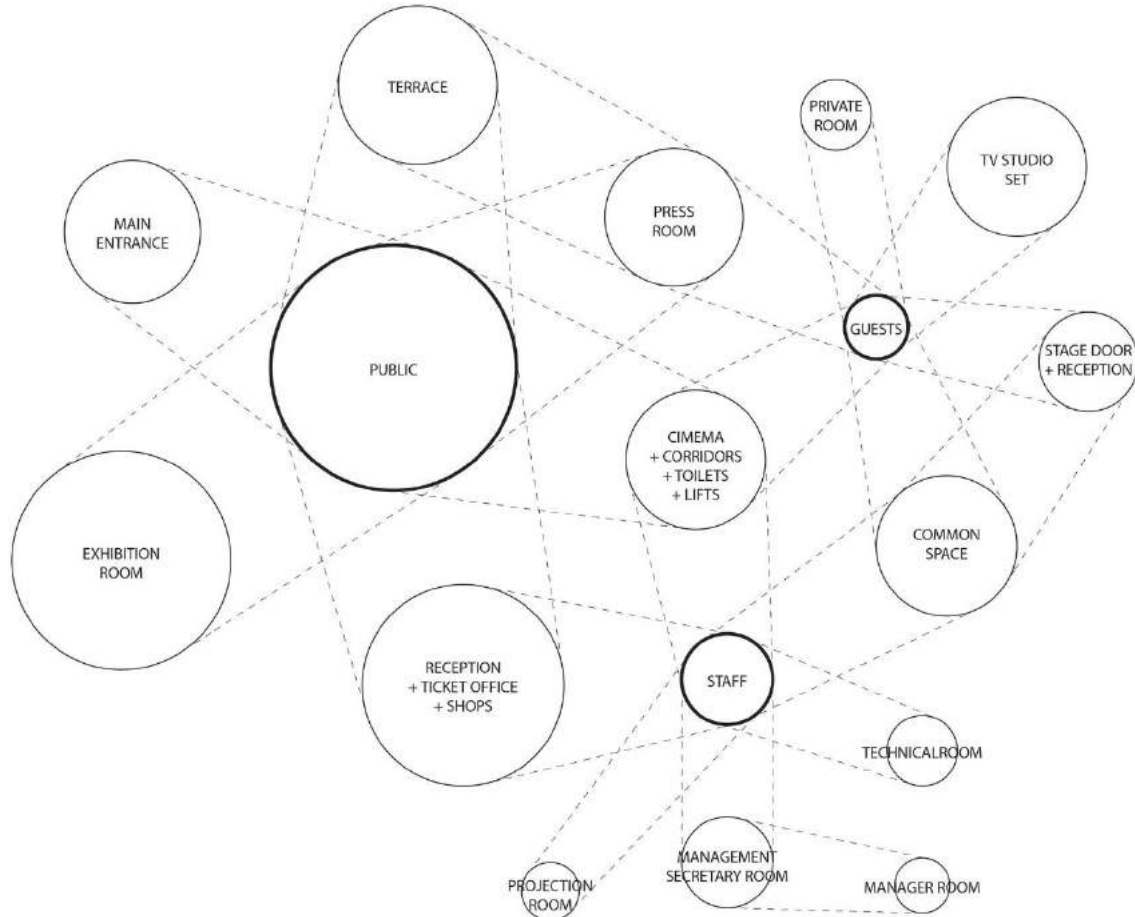 TERRACE
PRIVATE
ROOM
TV STUDIO
SET
MAIN
ENTRANCE
PRESS
ROOM
PUBLIC
GUESTS
STAGE DOOR
+ RECEPTION
CIMEMA
+ CORRIDORS
+ TOILETS
+ LIFTS
EXHIBITION
ROOM
COMMON
SPACE
RECEPTION
+ TICKET OFFICE
+ SHOPS
STAFF
TECHNICALROOM
MANAGEMENT
SECRETARY ROOM
PROJECTION
ROOM
MANAGER ROOM